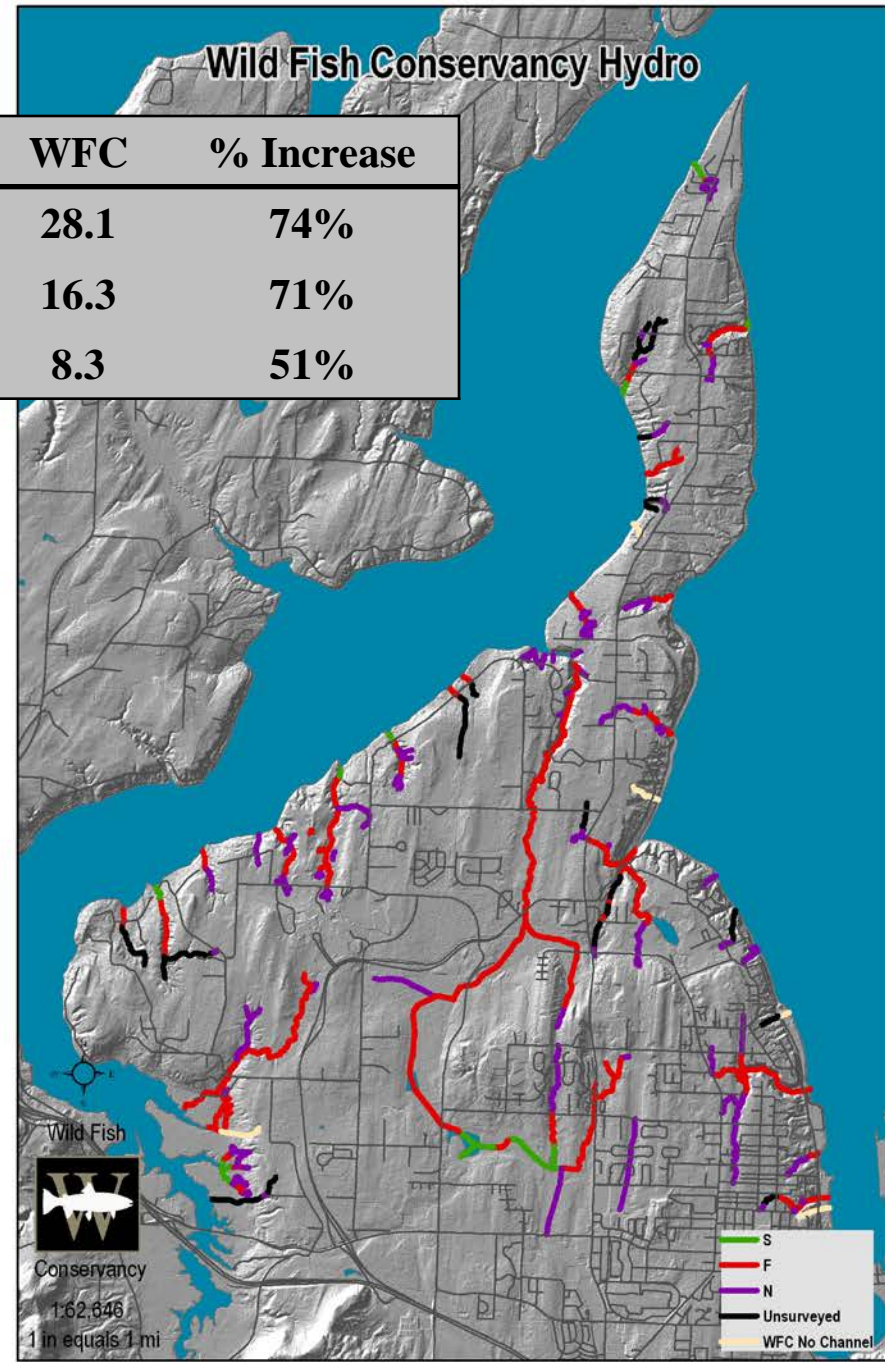 Wild Fish Conservancy Hydro
WFC % Increase
28.1 74%
16.3 71%
8.3 51%
E
Wild Fish
W
Conservancy
1:62,646
1 in equals 1 mi
S
F
N
Unsurveyed
WFC No Channel